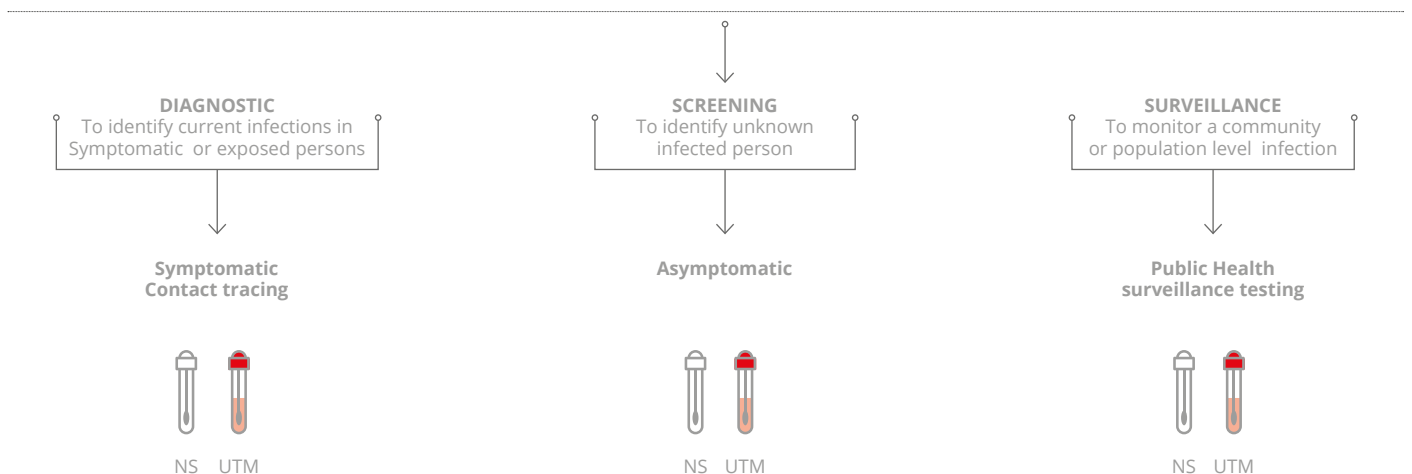 DIAGNOSTIC
To identify current infections in
Symptomatic or exposed persons
Symptomatic
Contact tracing
NS UTM
SCREENING
To identify unknown
infected person
Asymptomatic
NS UTM
SURVEILLANCE
To monitor a community
or population level infection
Public Health
surveillance testing
NS UTM